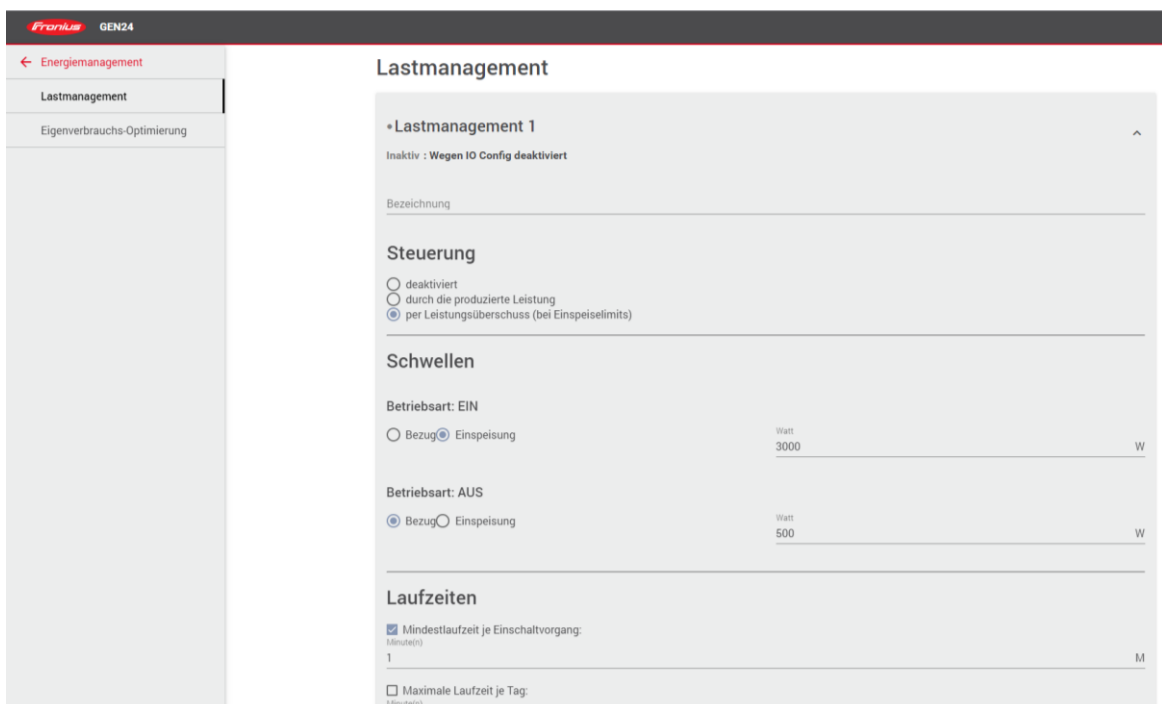 Fronius GEN24
Energiemanagement
Lastmanagement
Eigenverbrauchs-Optimierung
Lastmanagement
Lastmanagement 1
Inaktiv : Wegen IO Config deaktiviert
Bezeichnung
Steuerung
deaktiviert
durch die produzierte Leistung
per Leistungsüberschuss (bei Einspeiselimits)
Schwellen
Betriebsart: EIN
Bezug Einspeisung
Watt
3000 W
Betriebsart: AUS
Bezug Einspeisung
Watt
500 W
Laufzeiten
Mindestlaufzeit je Einschaltvorgang:
Minute(n)
1 M
Maximale Laufzeit je Tag:
Minute(n)